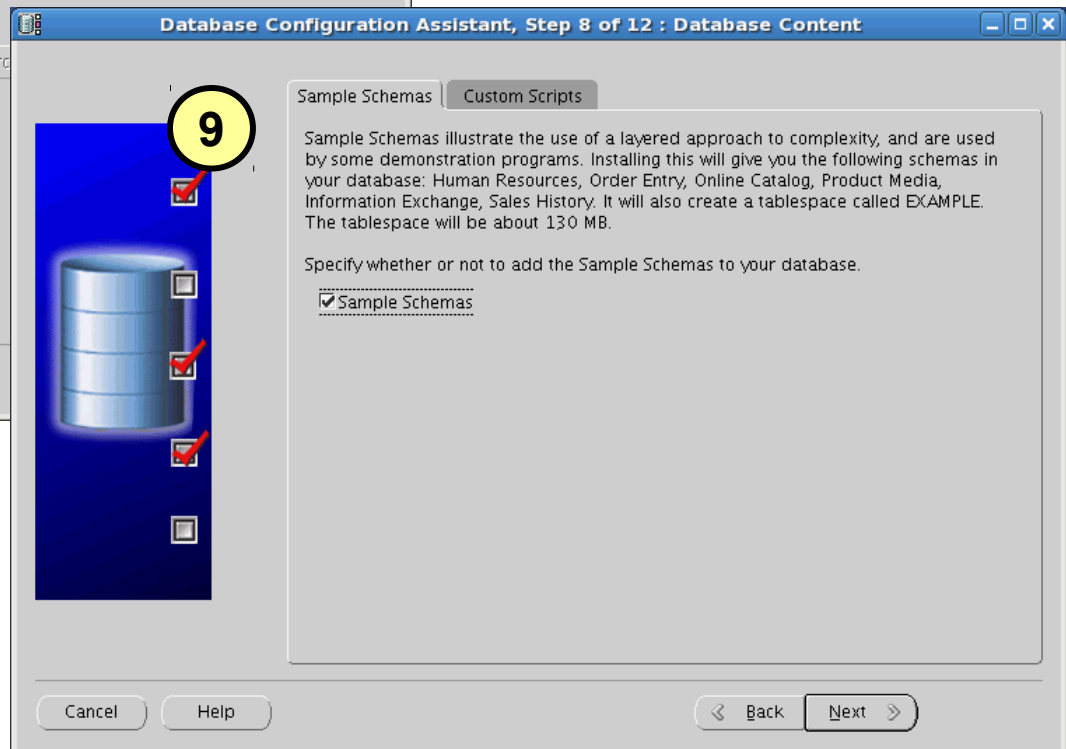 Database Configuration Assistant, Step 8 of 12 : Database Content
9
Sample Schemas
Custom Scripts
Sample Schemas illustrate the use of a layered approach to complexity, and are used
by some demonstration programs. Installing this will give you the following schemas in
your database: Human Resources, Order Entry, Online Catalog, Product Media,
Information Exchange, Sales History. It will also create a tablespace called EXAMPLE.
The tablespace will be about 130 MB.
Specify whether or not to add the Sample Schemas to your database.
Sample Schemas
Cancel
Help
Back
Next